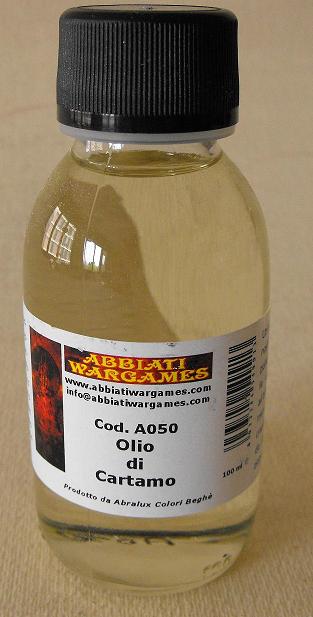 ABBIATI
WARGAMES
www.abbiatiwargames.com
info@abbiatiwargames.com
Cod. A050
Olio
di
Cartamo
100 ml
Prodotto da Abralux Colori Beghè